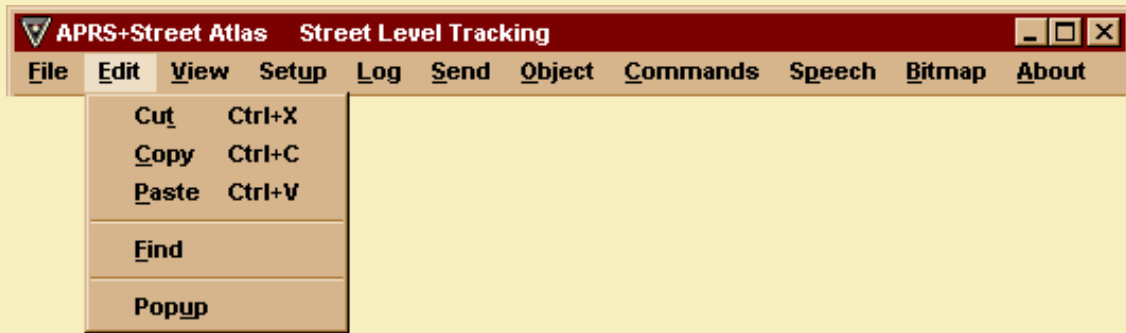 APRS+Street Atlas Street Level Tracking
File Edit View Setup Log Send Object Commands Speech Bitmap About
Cut Ctrl+X
Copy Ctrl+C
Paste Ctrl+V
Find
Popup